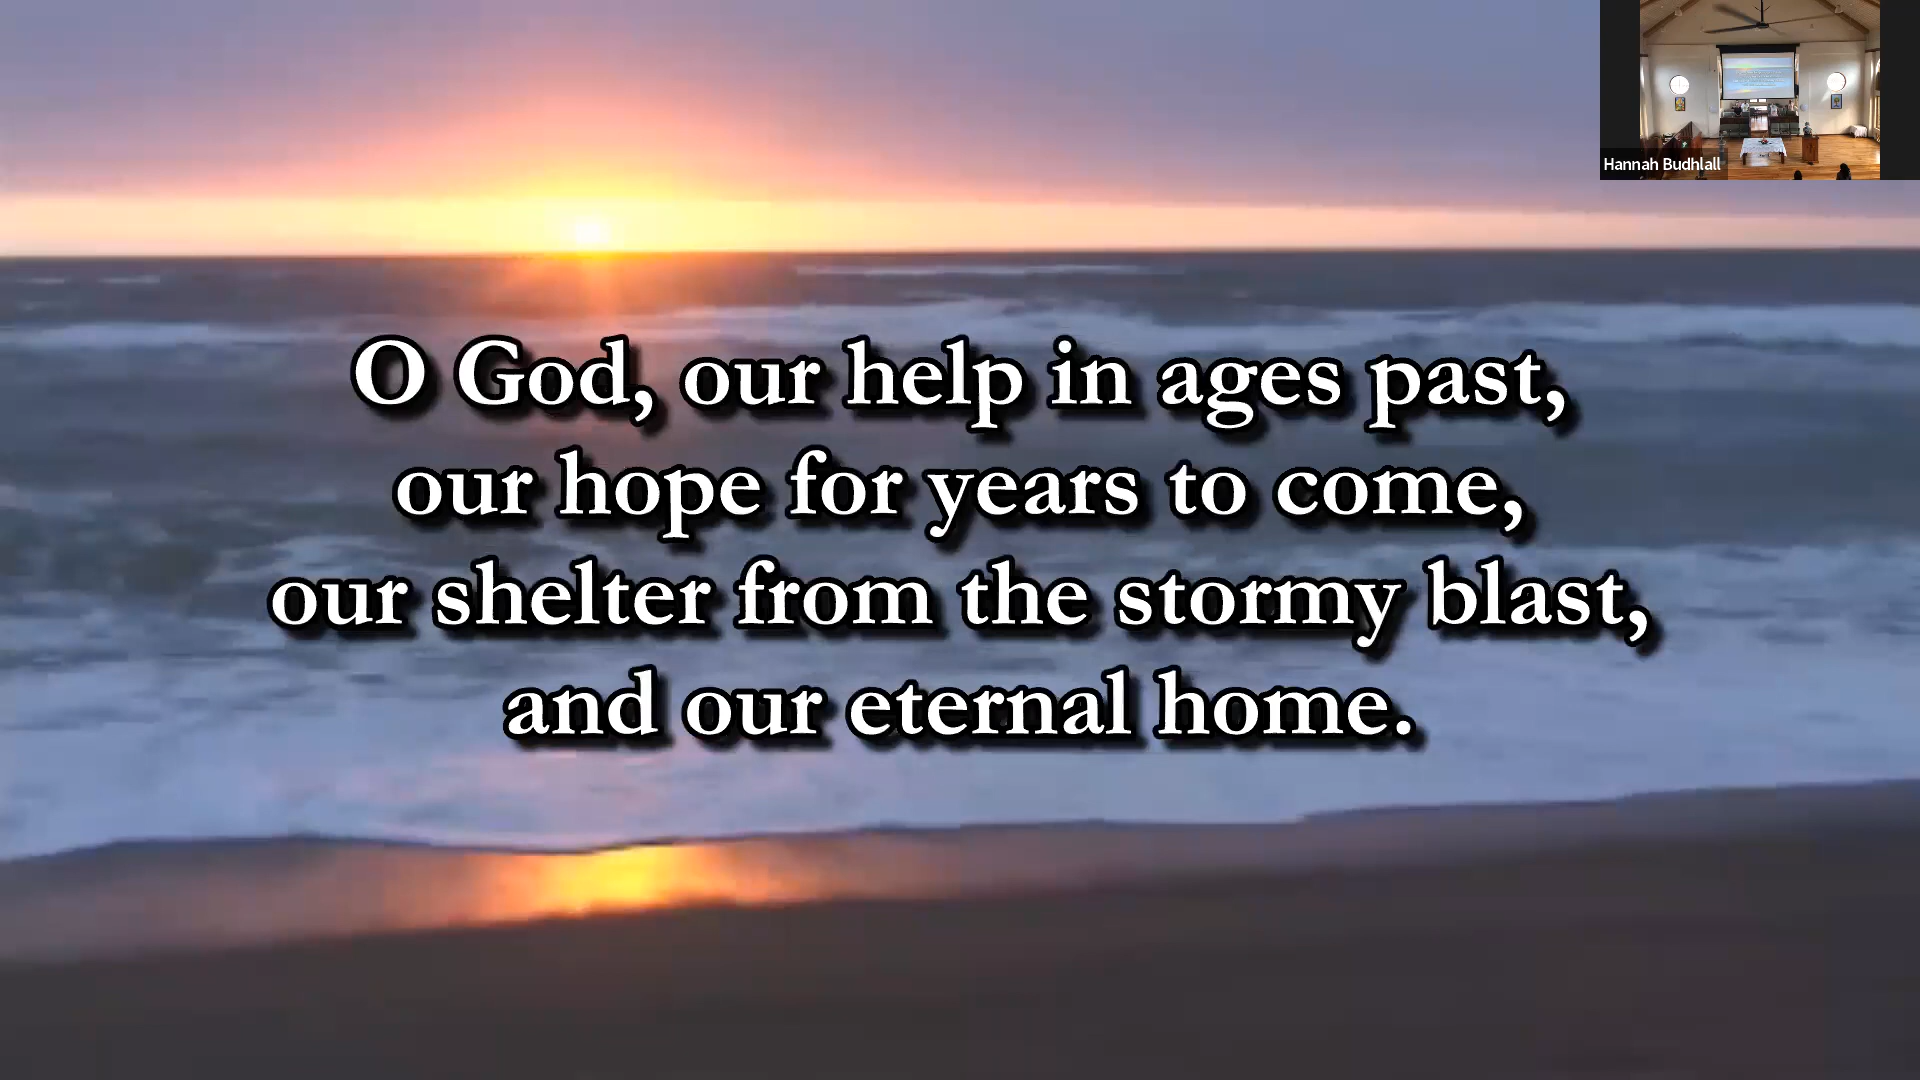 Hannah Budhlall
O God, our help in ages past,
our hope for years to come,
our shelter from the stormy blast,
and our eternal home.